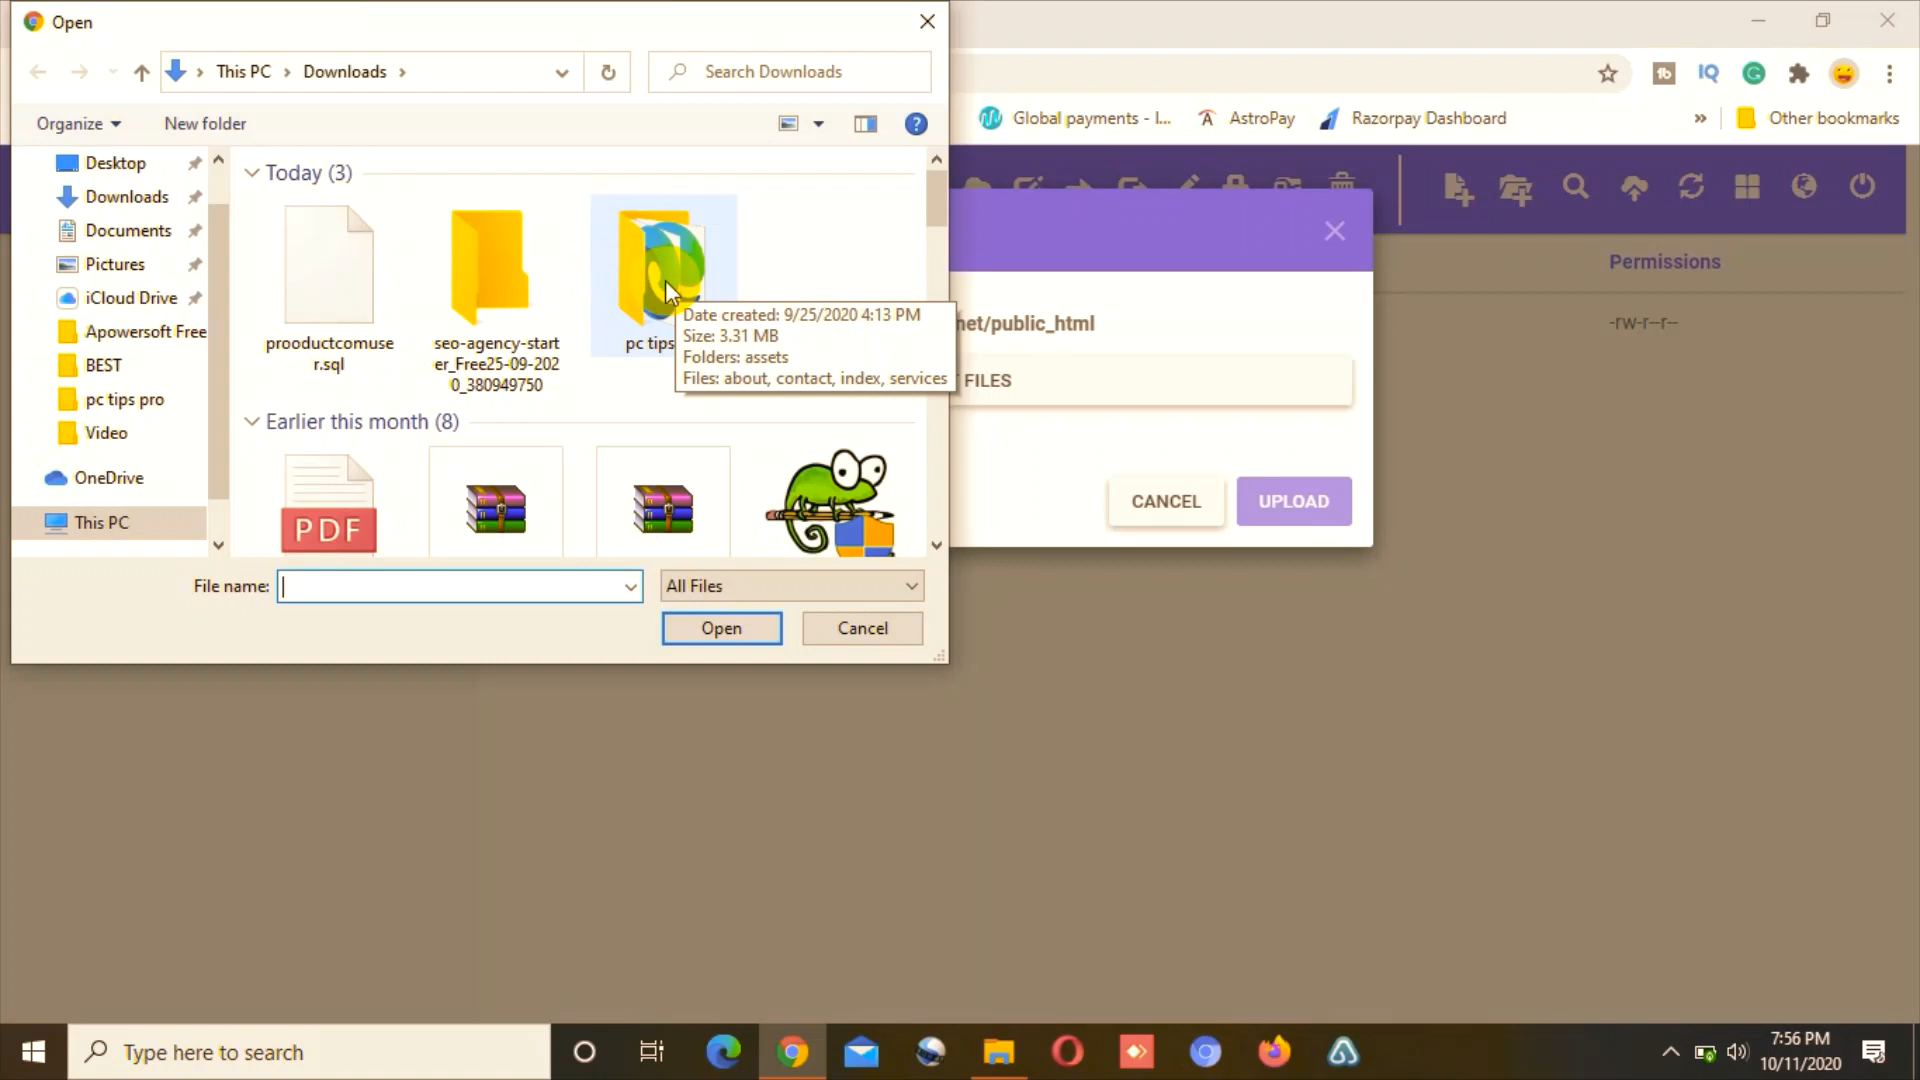 Open
This PC > Downloads >
Search Downloads
Organize
New folder
Global payments - I...
AstroPay
Razorpay Dashboard
»
Other bookmarks
Desktop
Downloads
Documents
Pictures
iCloud Drive
Apowersoft Free
BEST
pc tips pro
Video
OneDrive
This PC
Today (3)
prooductcomuse
r.sql
seo-agency-start
er_Free25-09-202
0_380949750
pc tips
Date created: 9/25/2020 4:13 PM
Size: 3.31 MB
Folders: assets
Files: about, contact, index, services
Earlier this month (8)
PDF
File name:
All Files
Open
Cancel
Permissions
-rw-r--r--
net/public_html
FILES
CANCEL
UPLOAD
Type here to search
7:56 PM
10/11/2020